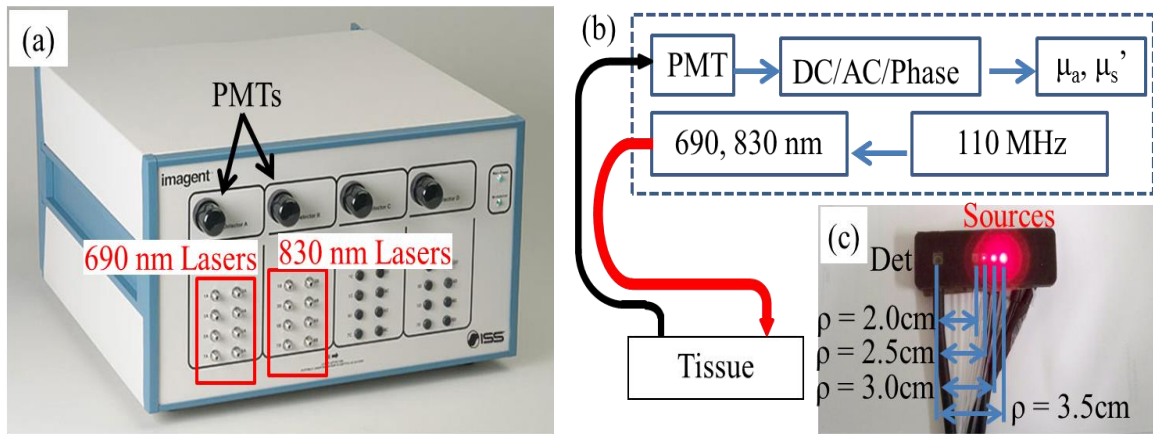 (a)
PMTs
imagent
690 nm Lasers
830 nm Lasers
ISS
(b)
PMT
DC/AC/Phase
μa, μs’
690, 830 nm
110 MHz
Tissue
(c)
Sources
Det
ρ = 2.0cm
ρ = 2.5cm
ρ = 3.0cm
ρ = 3.5cm